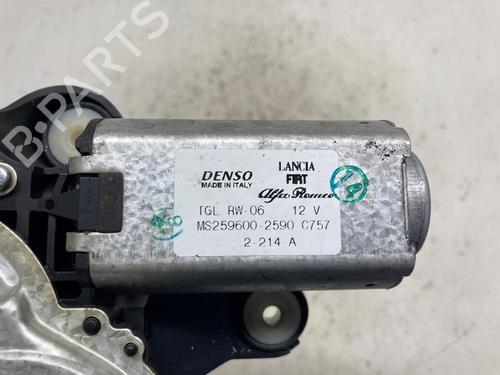 B-PARTS
DENSO
MADE IN ITALY
LANCIA
FIAT
Alfa Romeo
TGL RW-06 12 V
MS259600-2590 C757
2-214-A